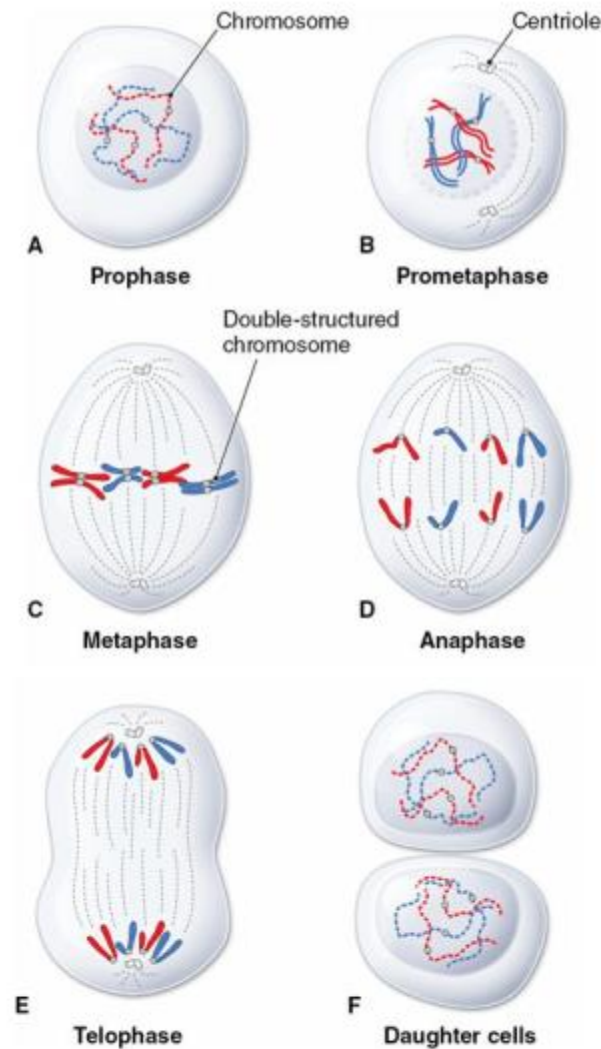 Chromosome
Centriole
A
Prophase
B
Prometaphase
Double-structured
chromosome
C
Metaphase
D
Anaphase
E
Telophase
F
Daughter cells